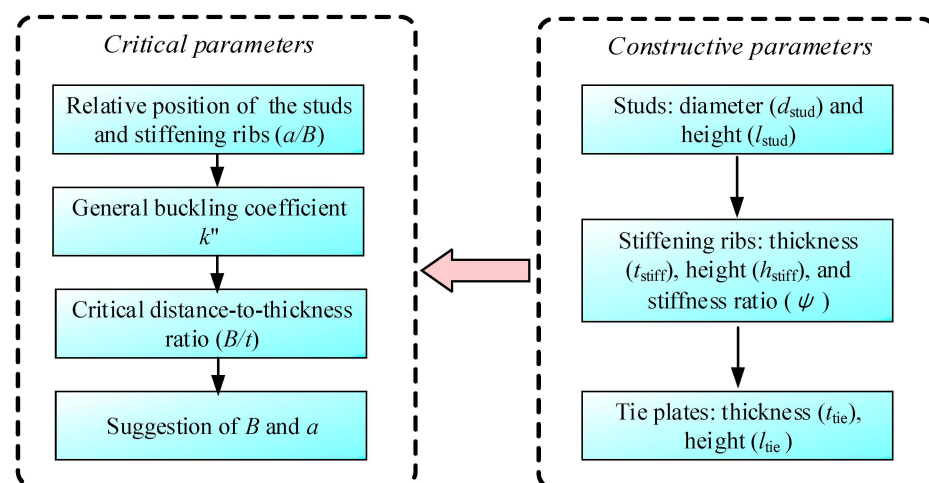 Critical parameters
Relative position of the studs
and stiffening ribs (a/B)
General buckling coefficient
k"
Critical distance-to-thickness
ratio (B/t)
Suggestion of B and a
Constructive parameters
Studs: diameter (dstud) and
height (lstud)
Stiffening ribs: thickness
(tstiff), height (hstiff), and
stiffness ratio ( ψ )
Tie plates: thickness (ttie),
height (ltie )